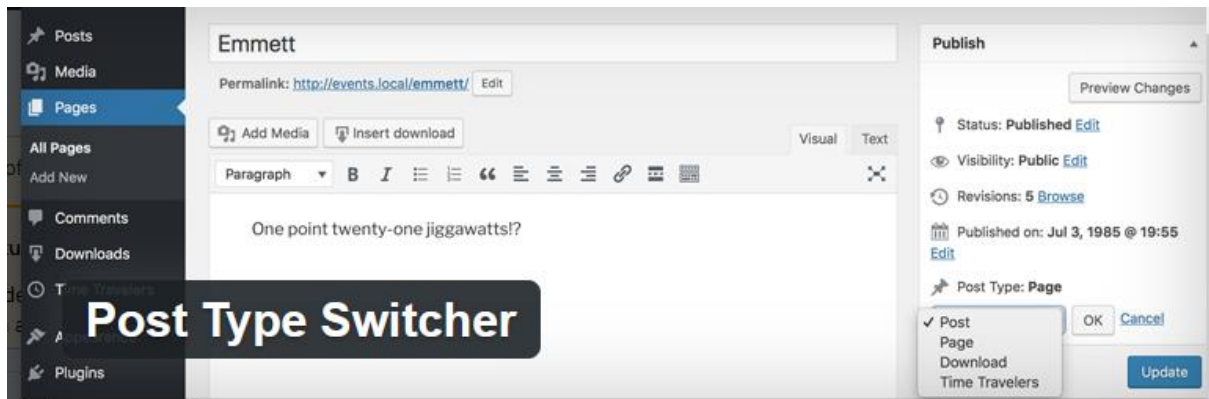 Posts
Media
Pages
All Pages
Add New
Comments
Downloads
Time Travelers
Appearance
Plugins
Emmett
Permalink: http://events.local/emmett/ Edit
Add Media Insert download
Visual Text
Paragraph B I
One point twenty-one jiggawatts!?
Post Type Switcher
Publish
Preview Changes
Status: Published Edit
Visibility: Public Edit
Revisions: 5 Browse
Published on: Jul 3, 1985 @ 19:55
Edit
Post Type: Page
Post OK Cancel
Page
Download
Time Travelers
Update